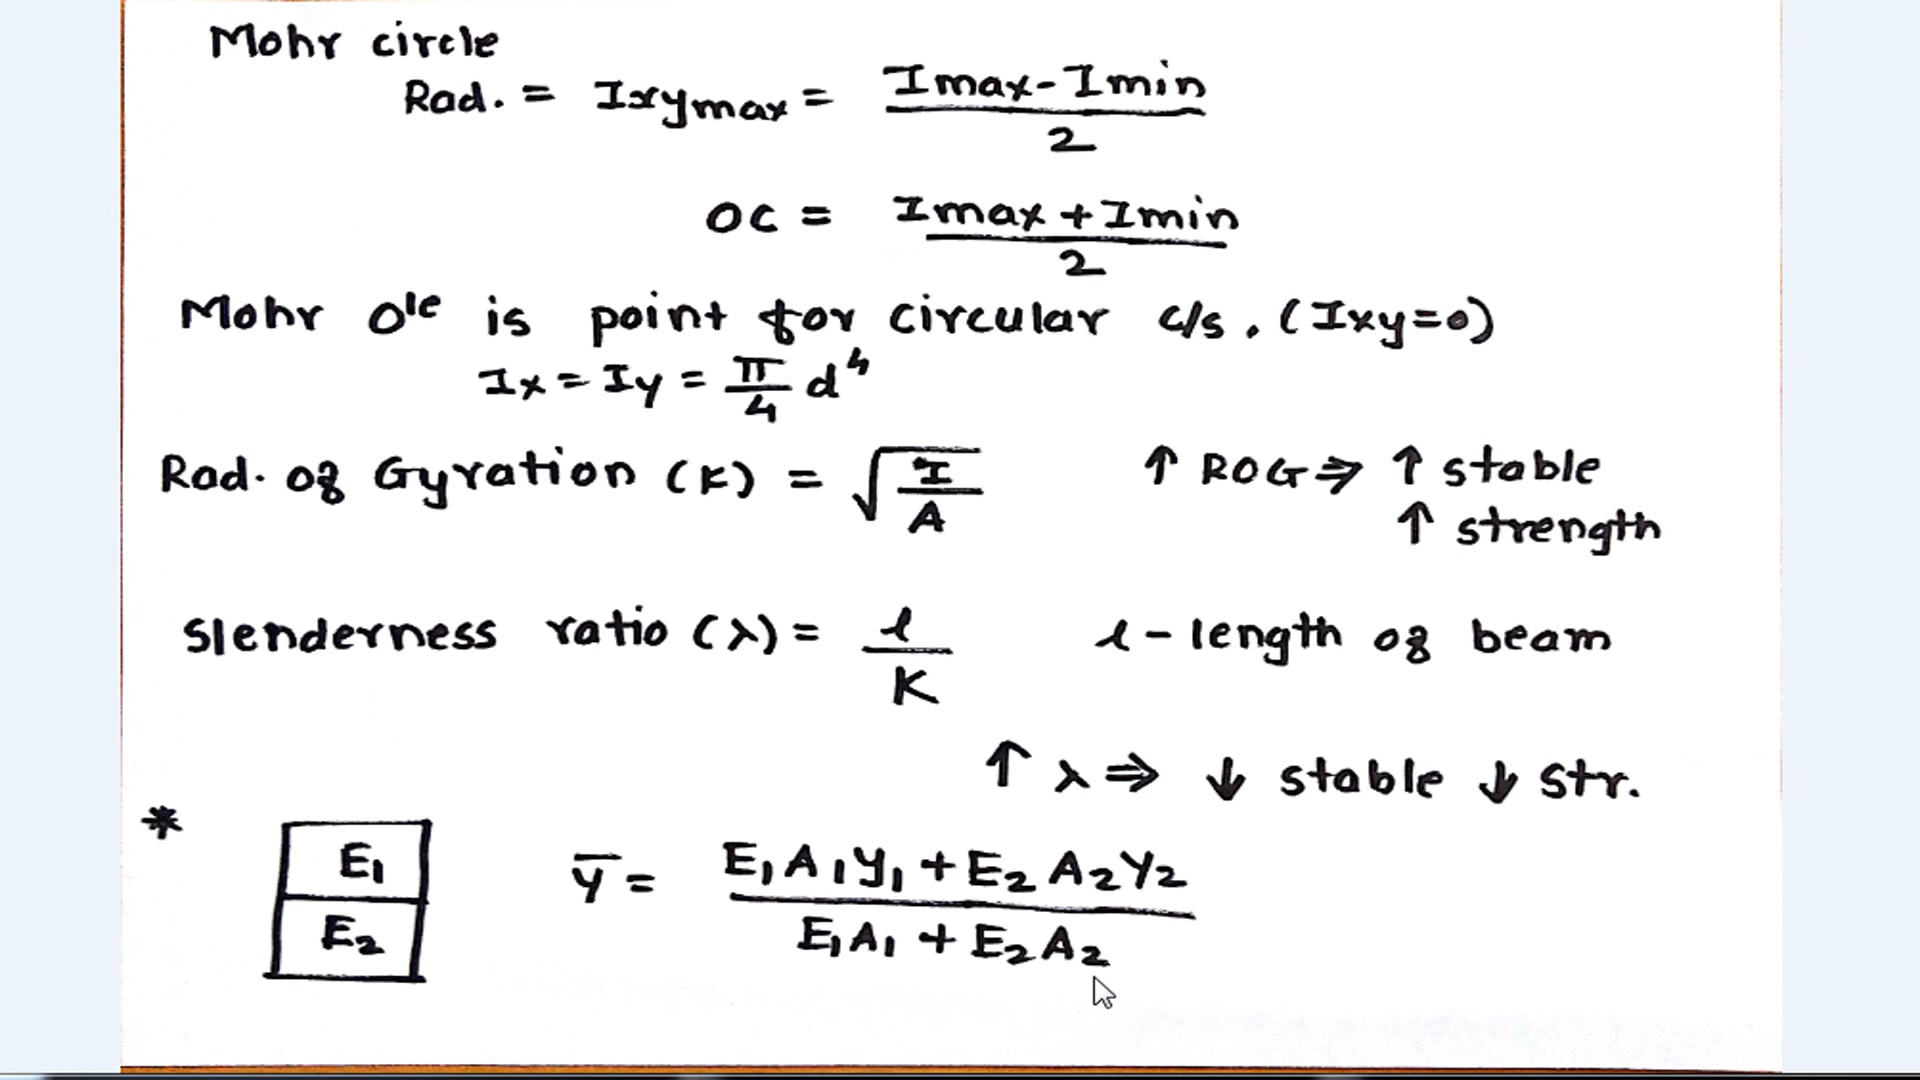 Mohr circle
Rad. = Ixymax = Imax-Imin / 2
OC = Imax + Imin / 2
Mohr Ole is point for circular c/s. (Ixy=0)
Ix = Iy = π/4 d⁴
Rad. of Gyration (K) = √(I/A) ↑ ROG ⇒ ↑ stable
↑ strength
Slenderness ratio (λ) = l/K l - length of beam
↑ λ ⇒ ↓ stable ↓ Str.
*
E₁
E₂
ȳ = E₁A₁y₁ + E₂A₂y₂ / E₁A₁ + E₂A₂